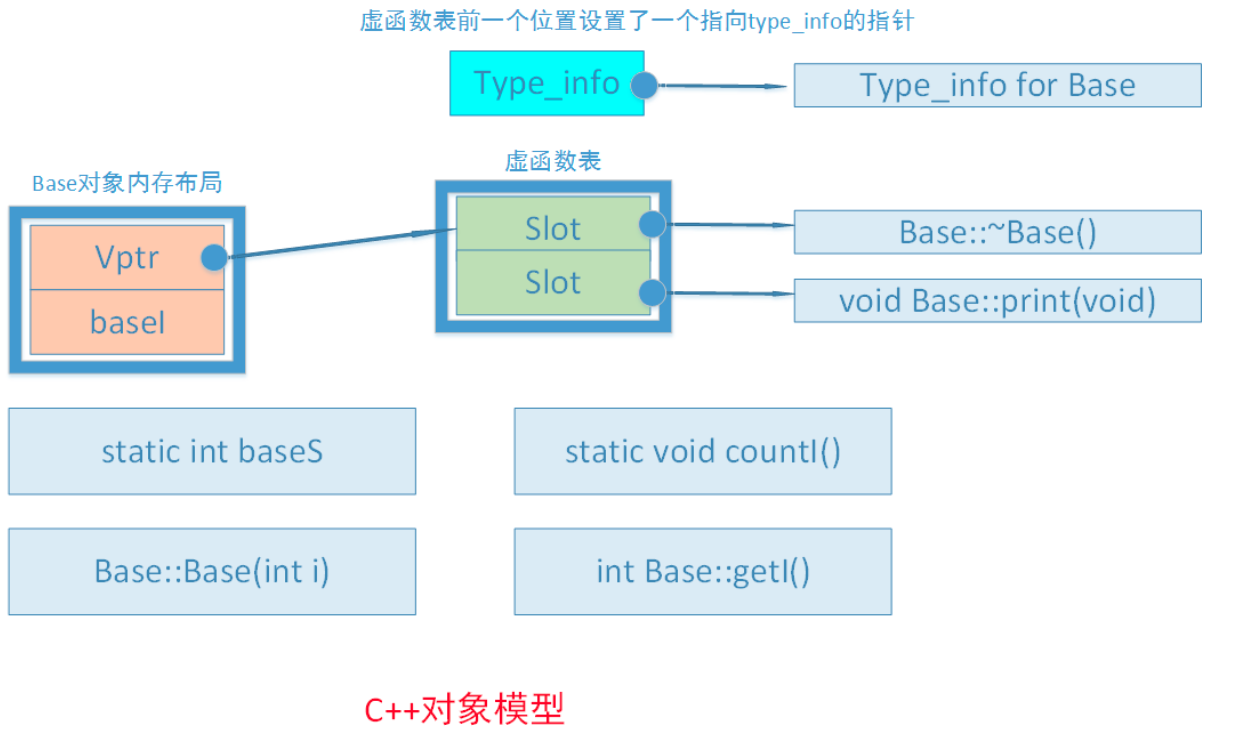 虚函数表前一个位置设置了一个指向type_info的指针
Type_info
Type_info for Base
虚函数表
Base对象内存布局
Vptr
baseI
Slot
Slot
Base::~Base()
void Base::print(void)
static int baseS
static void countI()
Base::Base(int i)
int Base::getI()
C++对象模型